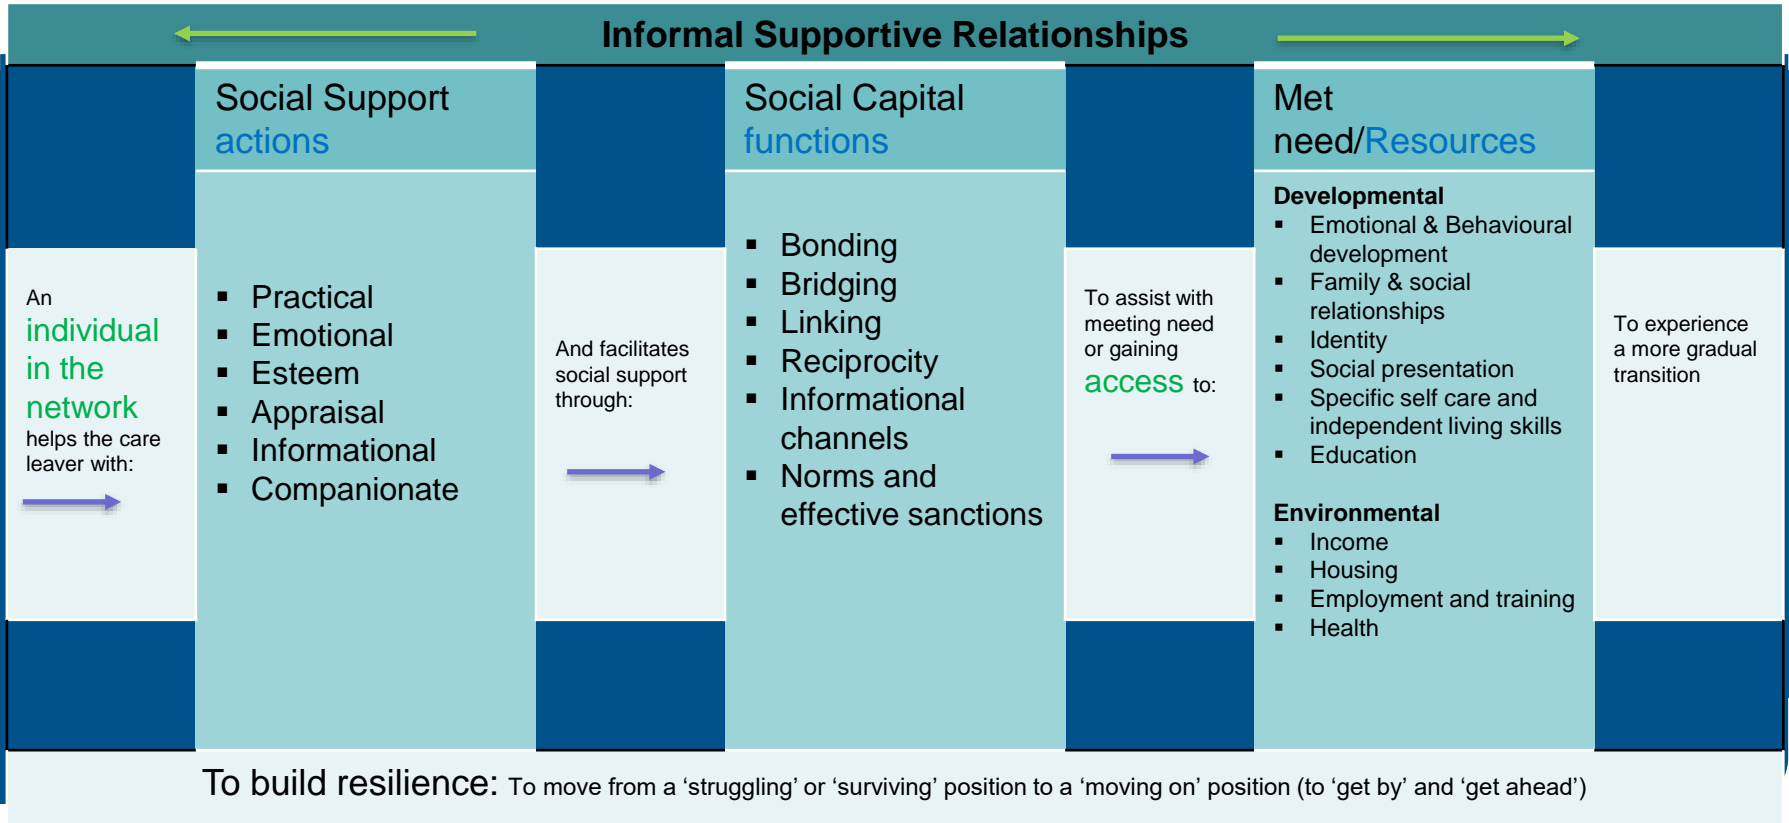 Informal Supportive Relationships
An
individual
in the
network
helps the care
leaver with:
Social Support
actions
▪ Practical
▪ Emotional
▪ Esteem
▪ Appraisal
▪ Informational
▪ Companionate
And facilitates
social support
through:
Social Capital
functions
▪ Bonding
▪ Bridging
▪ Linking
▪ Reciprocity
▪ Informational
channels
▪ Norms and
effective sanctions
To assist with
meeting need
or gaining
access to:
Met
need/Resources
Developmental
▪ Emotional & Behavioural
development
▪ Family & social
relationships
▪ Identity
▪ Social presentation
▪ Specific self care and
independent living skills
▪ Education
Environmental
▪ Income
▪ Housing
▪ Employment and training
▪ Health
To experience
a more gradual
transition
To build resilience: To move from a ‘struggling’ or ‘surviving’ position to a ‘moving on’ position (to ‘get by’ and ‘get ahead’)